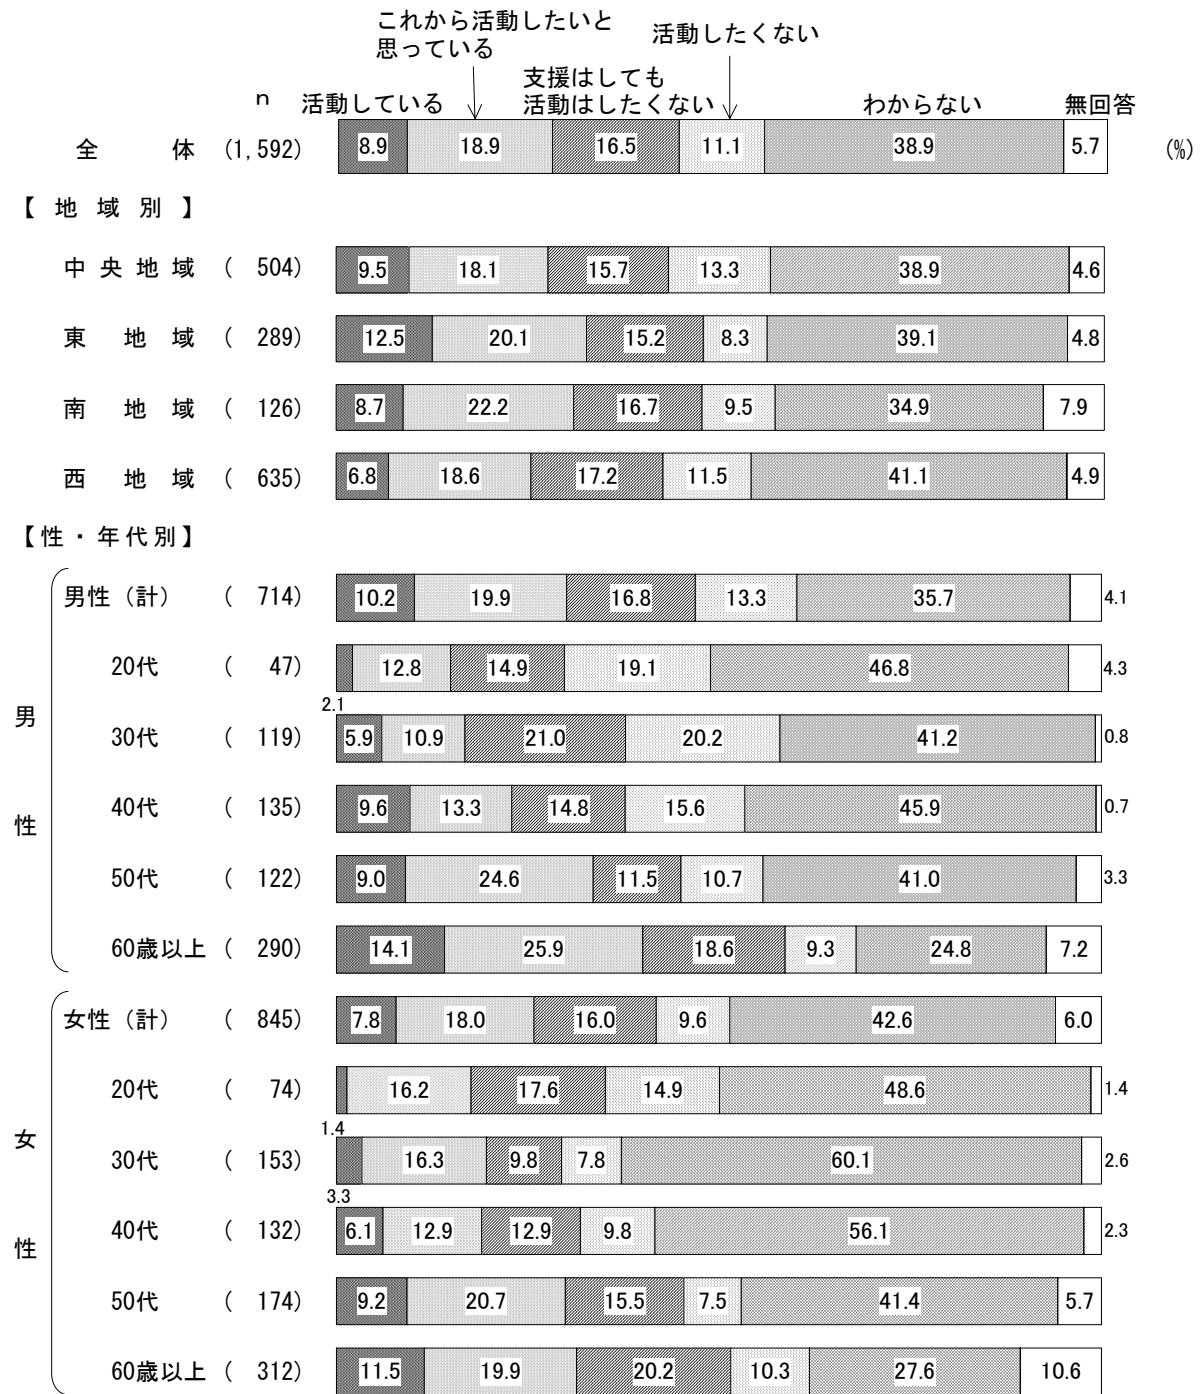 これから活動したいと
思っている
活動したくない
支援はしても
活動はしたくない
n 活動している わからない 無回答
全体 (1,592) 8.9 18.9 16.5 11.1 38.9 5.7 (%)
【地域別】
中央地域 ( 504) 9.5 18.1 15.7 13.3 38.9 4.6
東地域 ( 289) 12.5 20.1 15.2 8.3 39.1 4.8
南地域 ( 126) 8.7 22.2 16.7 9.5 34.9 7.9
西地域 ( 635) 6.8 18.6 17.2 11.5 41.1 4.9
【性・年代別】
男性
男性（計） ( 714) 10.2 19.9 16.8 13.3 35.7 4.1
20代 ( 47) 2.1 12.8 14.9 19.1 46.8 4.3
30代 ( 119) 5.9 10.9 21.0 20.2 41.2 0.8
40代 ( 135) 9.6 13.3 14.8 15.6 45.9 0.7
50代 ( 122) 9.0 24.6 11.5 10.7 41.0 3.3
60歳以上 ( 290) 14.1 25.9 18.6 9.3 24.8 7.2
女性
女性（計） ( 845) 7.8 18.0 16.0 9.6 42.6 6.0
20代 ( 74) 1.4 16.2 17.6 14.9 48.6 1.4
30代 ( 153) 3.3 16.3 9.8 7.8 60.1 2.6
40代 ( 132) 6.1 12.9 12.9 9.8 56.1 2.3
50代 ( 174) 9.2 20.7 15.5 7.5 41.4 5.7
60歳以上 ( 312) 11.5 19.9 20.2 10.3 27.6 10.6